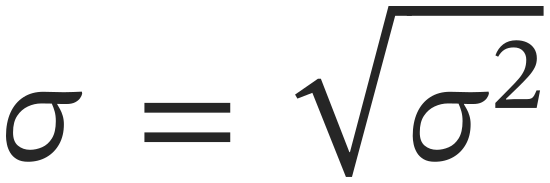 σ = √σ²